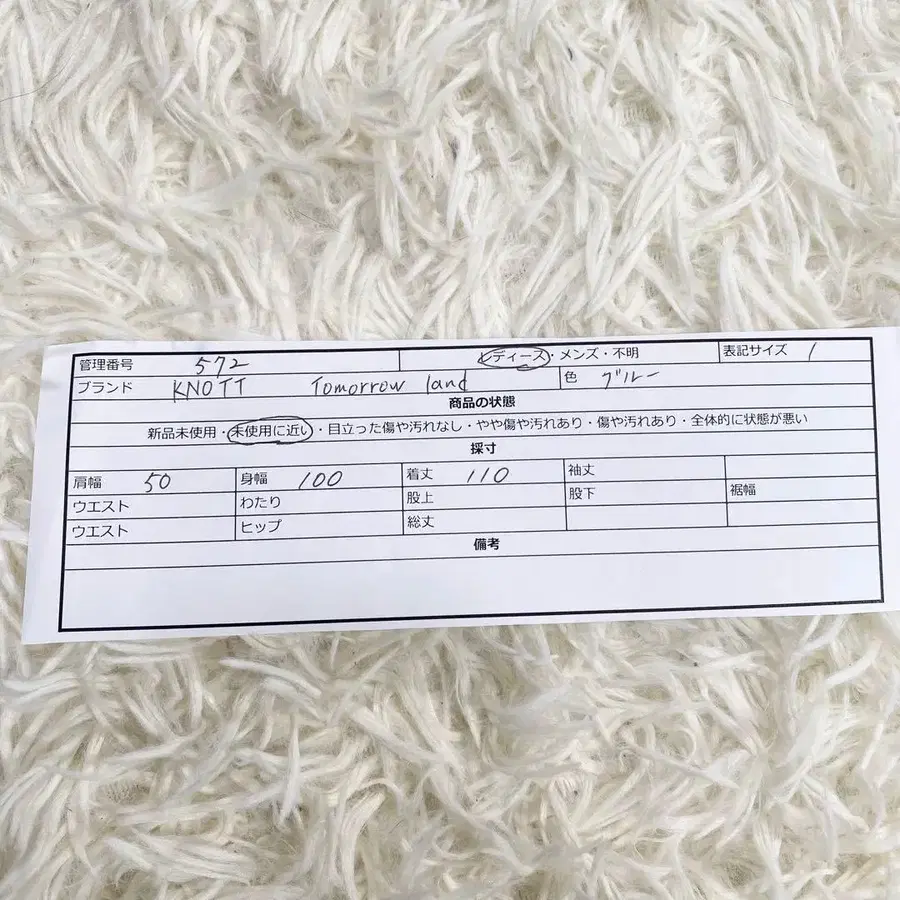 管理番号 572 レディース・メンズ・不明 表記サイズ 1
ブランド KNOTT Tomorrow land 色 ブルー
商品の状態
新品未使用・未使用に近い・目立った傷や汚れなし・やや傷や汚れあり・傷や汚れあり・全体的に状態が悪い
採寸
肩幅 50 身幅 100 着丈 110 袖丈
ウエスト わたり 股上 股下 裾幅
ウエスト ヒップ 総丈
備考